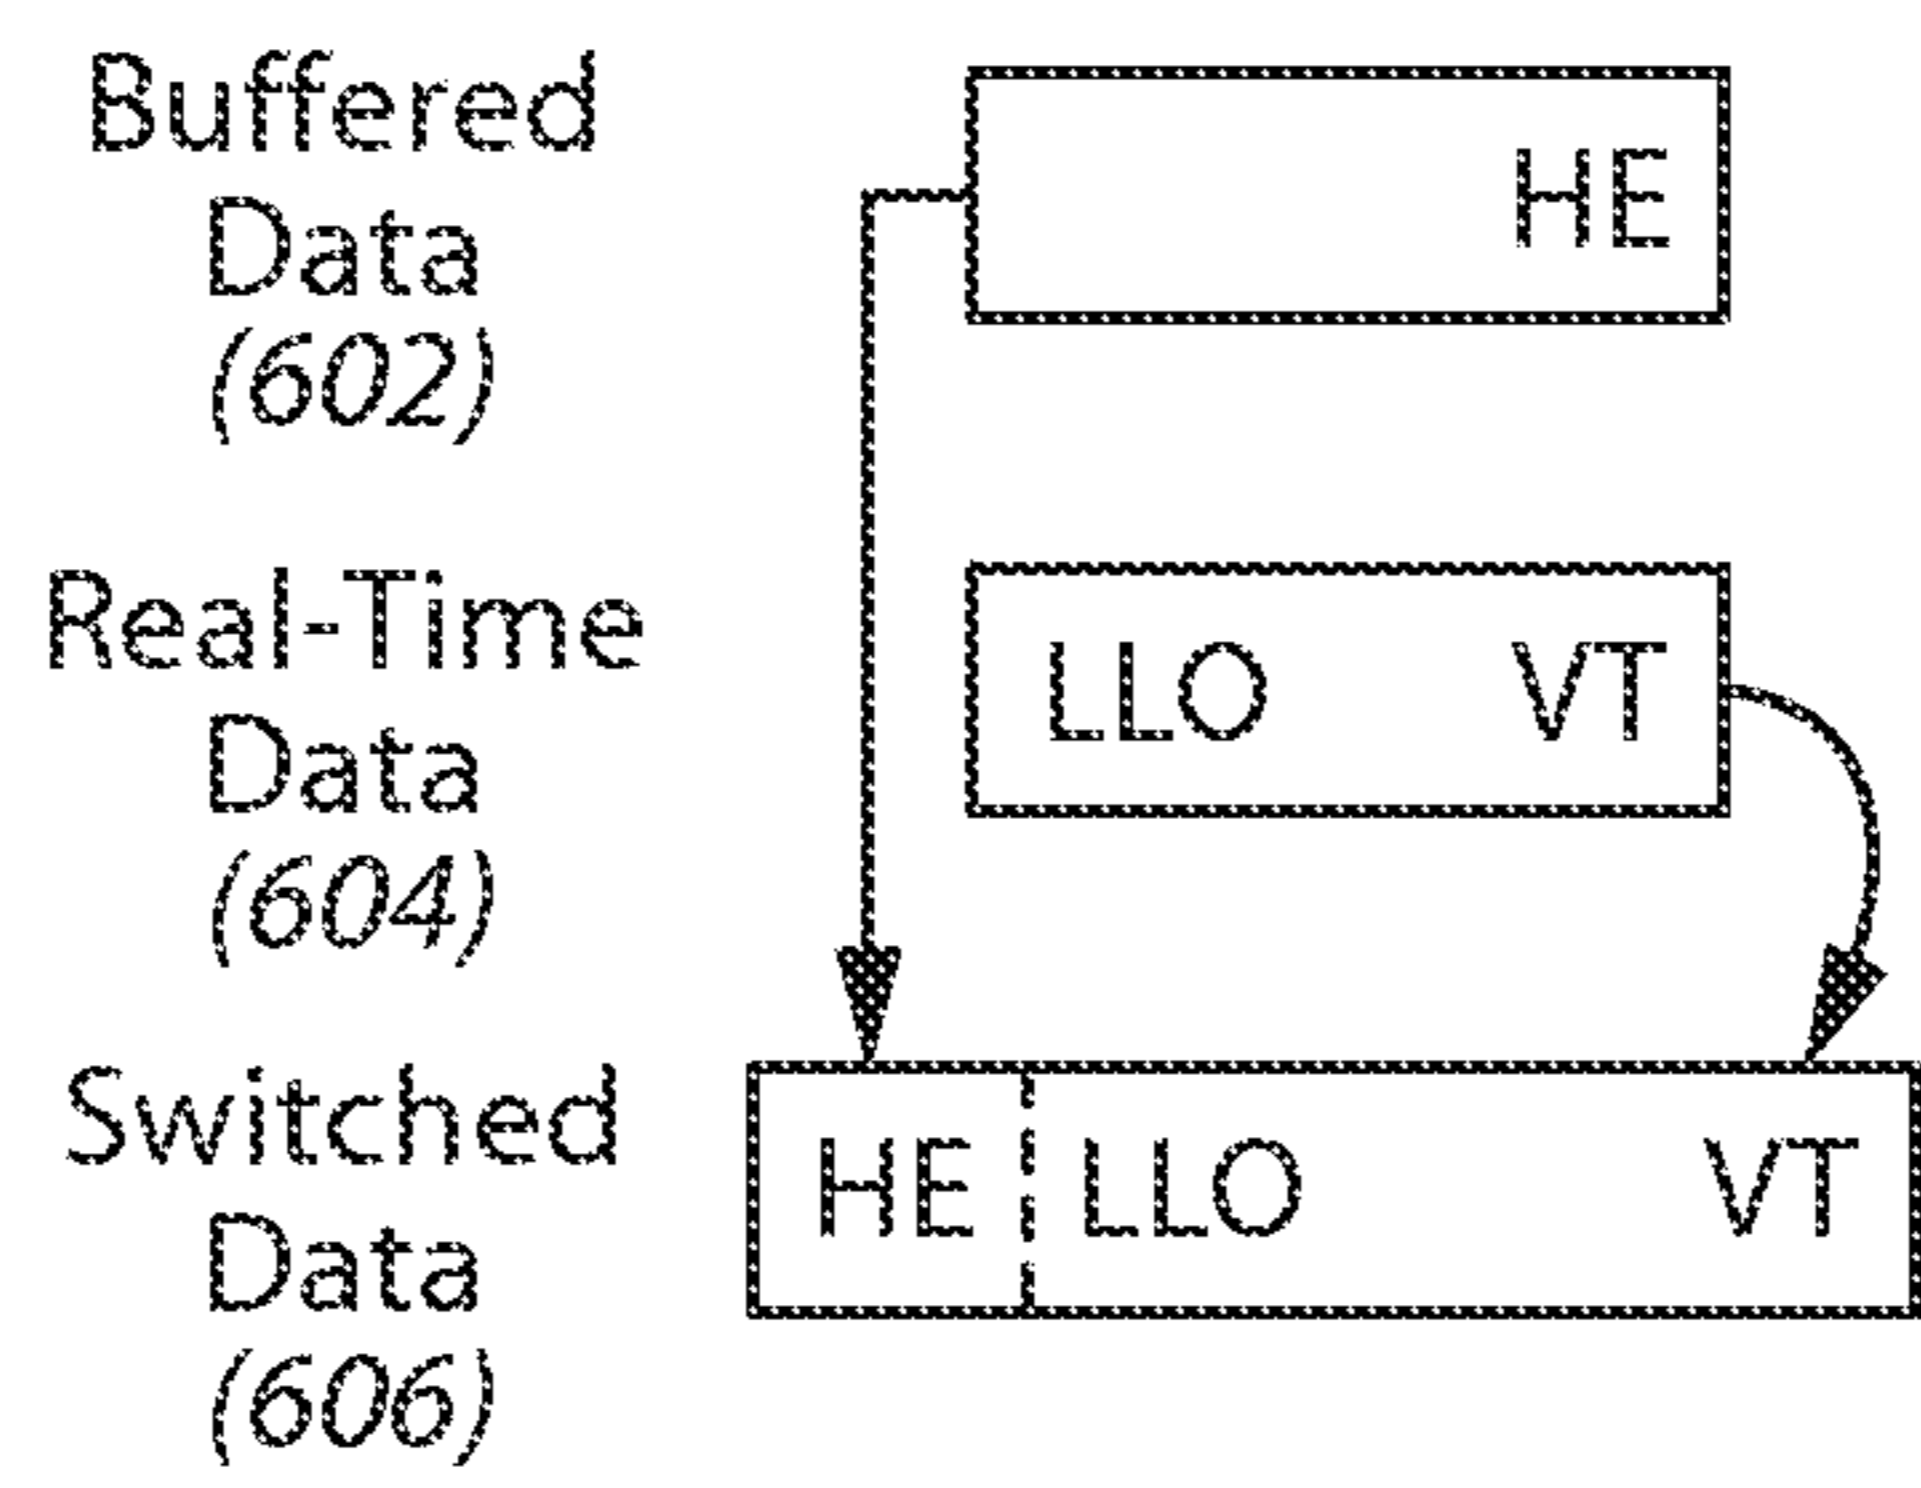 Buffered
Data
(602)
HE
Real-Time
Data
(604)
LLO VT
Switched
Data
(606)
HE LLO VT